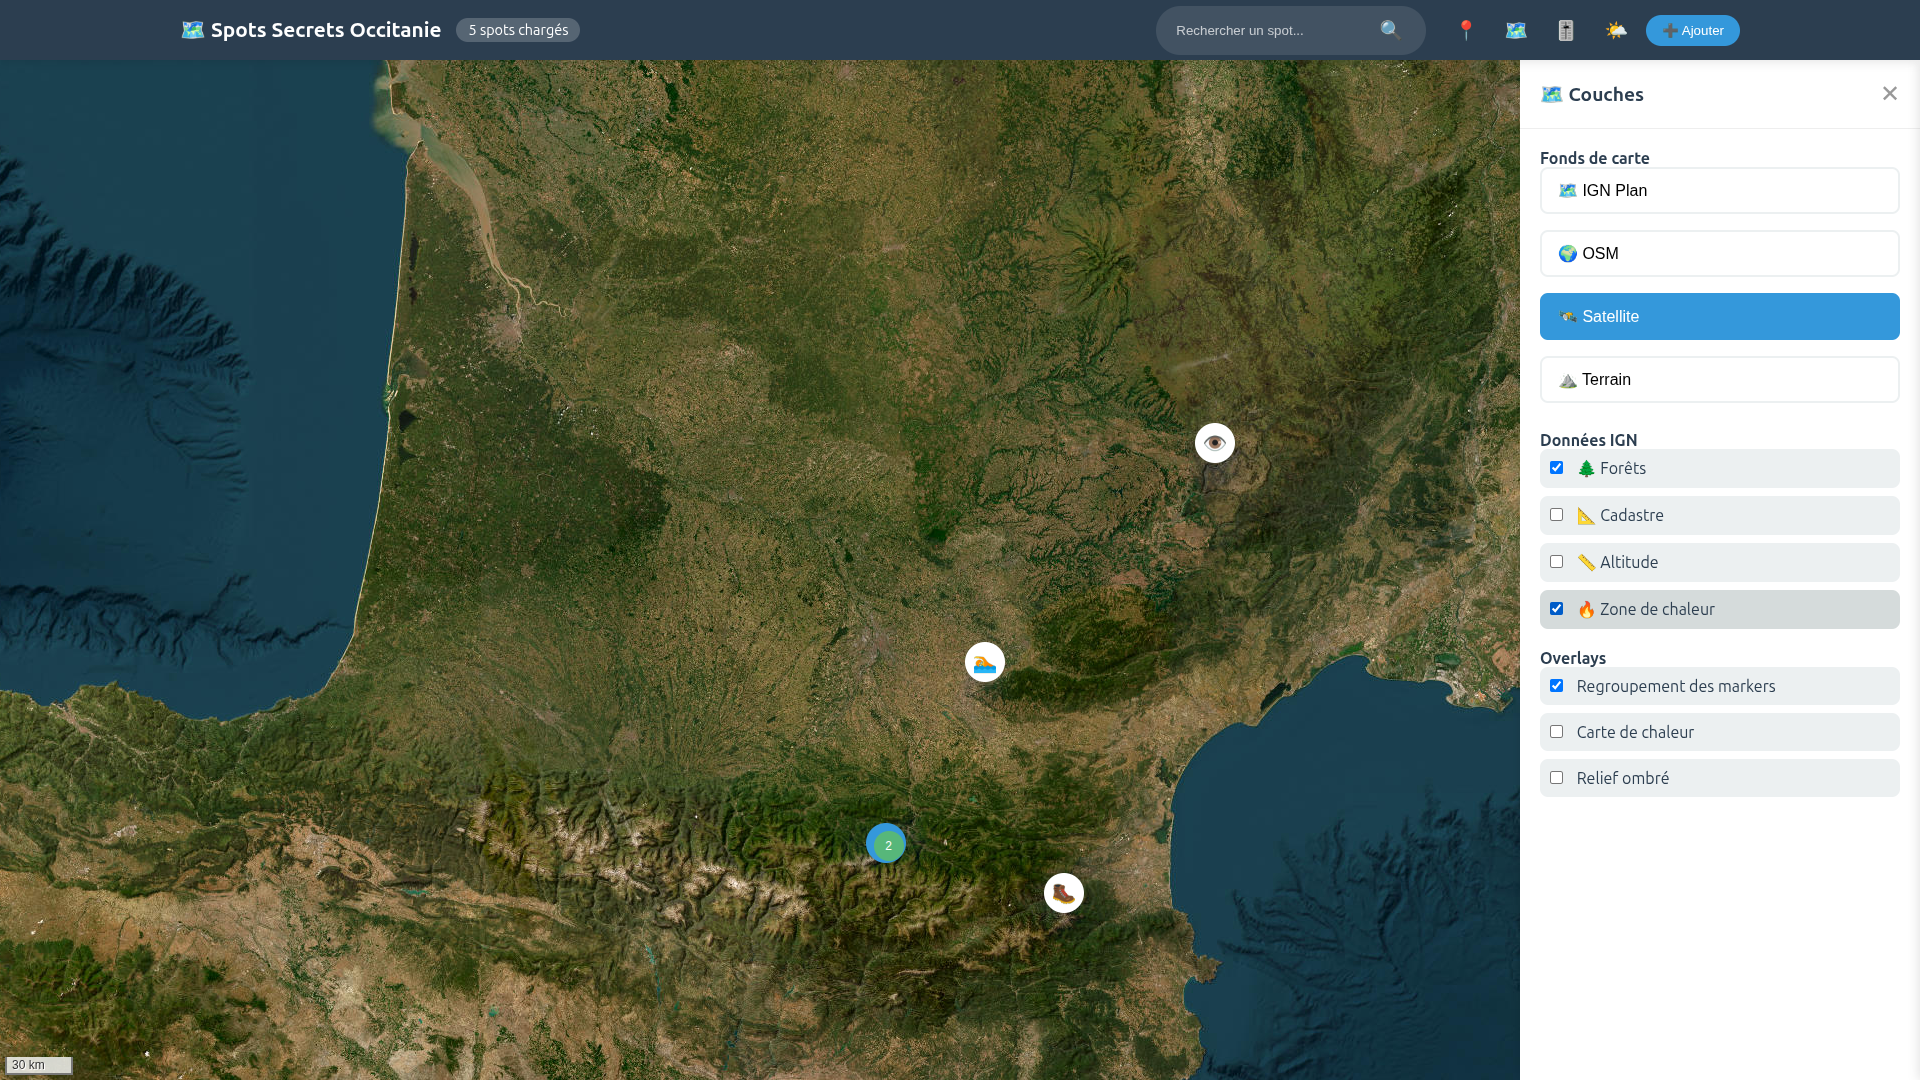 Spots Secrets Occitanie
5 spots chargés
Rechercher un spot...
Ajouter
Couches
Fonds de carte
IGN Plan
OSM
Satellite
Terrain
Données IGN
Forêts
Cadastre
Altitude
Zone de chaleur
Overlays
Regroupement des markers
Carte de chaleur
Relief ombré
2
30 km